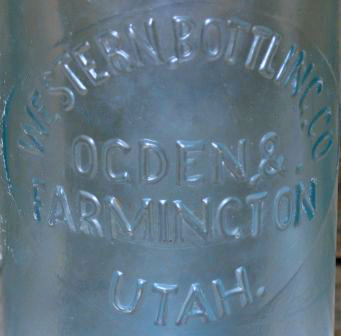 WESTERN.BOTTLING.CO
OGDEN.&.
FARMINGTON
UTAH.